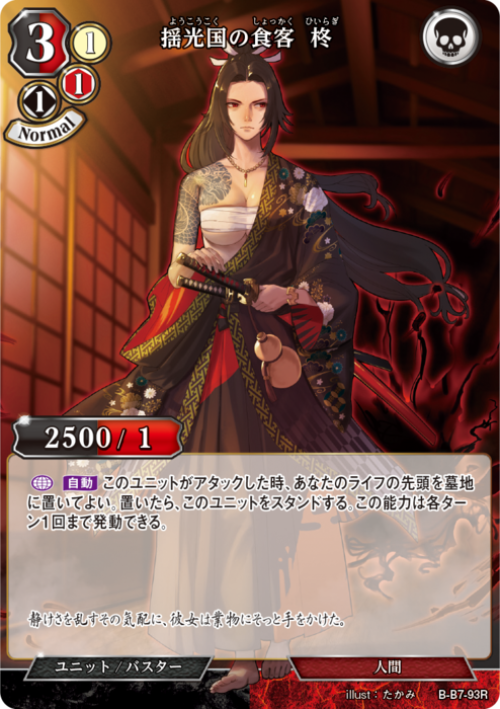 ようこうこく しょっかく ひいらぎ
3
揺光国の食客 柊
1
1
1
Normal
2500 / 1
自動 このユニットがアタックした時、あなたのライフの先頭を墓地
に置いてよい。置いたら、このユニットをスタンドする。この能力は各ター
ン1回まで発動できる。
静けさを乱すその気配に、彼女は業物にそっと手をかけた。
ユニット / バスター
人間
illust : たかみ
B-B7-93R